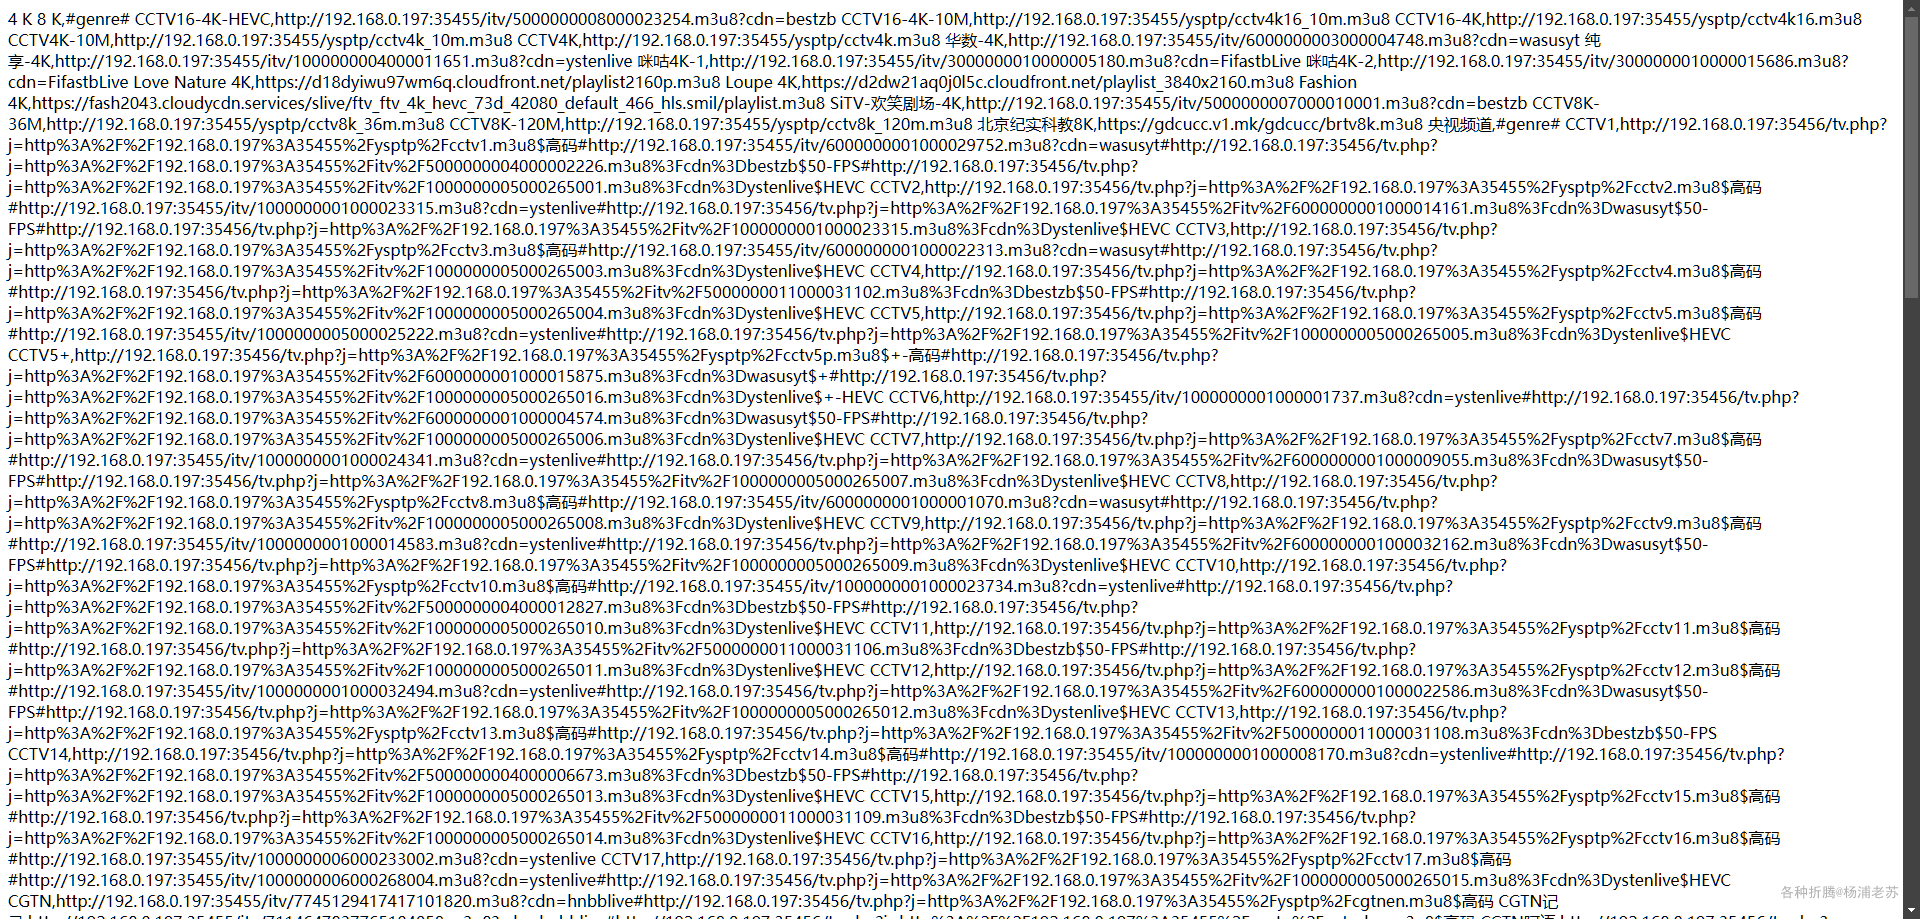 4 K 8 K,#genre# CCTV16-4K-HEVC,http://192.168.0.197:35455/itv/5000000008000023254.m3u8?cdn=bestzb CCTV16-4K-10M,http://192.168.0.197:35455/ysptp/cctv4k16_10m.m3u8 CCTV16-4K,http://192.168.0.197:35455/ysptp/cctv4k16.m3u8
CCTV4K-10M,http://192.168.0.197:35455/ysptp/cctv4k_10m.m3u8 CCTV4K,http://192.168.0.197:35455/ysptp/cctv4k.m3u8 华数-4K,http://192.168.0.197:35455/itv/6000000003000004748.m3u8?cdn=wasusyt 纯
享-4K,http://192.168.0.197:35455/itv/1000000004000011651.m3u8?cdn=ystenlive 咪咕4K-1,http://192.168.0.197:35455/itv/3000000010000005180.m3u8?cdn=FifastbLive 咪咕4K-2,http://192.168.0.197:35455/itv/3000000010000015686.m3u8?
cdn=FifastbLive Love Nature 4K,https://d18dyiwu97wm6q.cloudfront.net/playlist2160p.m3u8 Loupe 4K,https://d2dw21aq0j0l5c.cloudfront.net/playlist_3840x2160.m3u8 Fashion
4K,https://fash2043.cloudycdn.services/slive/ftv_ftv_4k_hevc_73d_42080_default_466_hls.smil/playlist.m3u8 SiTV-欢笑剧场-4K,http://192.168.0.197:35455/itv/5000000007000010001.m3u8?cdn=bestzb CCTV8K-
36M,http://192.168.0.197:35455/ysptp/cctv8k_36m.m3u8 CCTV8K-120M,http://192.168.0.197:35455/ysptp/cctv8k_120m.m3u8 北京纪实科教8K,https://gdcucc.v1.mk/gdcucc/brtv8k.m3u8 央视频道,#genre# CCTV1,http://192.168.0.197:35456/tv.php?
j=http%3A%2F%2F192.168.0.197%3A35455%2Fysptp%2Fcctv1.m3u8$高码#http://192.168.0.197:35455/itv/6000000001000029752.m3u8?cdn=wasusyt#http://192.168.0.197:35456/tv.php?
j=http%3A%2F%2F192.168.0.197%3A35455%2Fitv%2F5000000004000002226.m3u8%3Fcdn%3Dbestzb$50-FPS#http://192.168.0.197:35456/tv.php?
j=http%3A%2F%2F192.168.0.197%3A35455%2Fitv%2F1000000005000265001.m3u8%3Fcdn%3Dystenlive$HEVC CCTV2,http://192.168.0.197:35456/tv.php?j=http%3A%2F%2F192.168.0.197%3A35455%2Fysptp%2Fcctv2.m3u8$高码
#http://192.168.0.197:35455/itv/1000000001000023315.m3u8?cdn=ystenlive#http://192.168.0.197:35456/tv.php?j=http%3A%2F%2F192.168.0.197%3A35455%2Fitv%2F6000000001000014161.m3u8%3Fcdn%3Dwasusyt$50-
FPS#http://192.168.0.197:35456/tv.php?j=http%3A%2F%2F192.168.0.197%3A35455%2Fitv%2F1000000001000023315.m3u8%3Fcdn%3Dystenlive$HEVC CCTV3,http://192.168.0.197:35456/tv.php?
j=http%3A%2F%2F192.168.0.197%3A35455%2Fysptp%2Fcctv3.m3u8$高码#http://192.168.0.197:35455/itv/6000000001000022313.m3u8?cdn=wasusyt#http://192.168.0.197:35456/tv.php?
j=http%3A%2F%2F192.168.0.197%3A35455%2Fitv%2F1000000005000265003.m3u8%3Fcdn%3Dystenlive$HEVC CCTV4,http://192.168.0.197:35456/tv.php?j=http%3A%2F%2F192.168.0.197%3A35455%2Fysptp%2Fcctv4.m3u8$高码
#http://192.168.0.197:35456/tv.php?j=http%3A%2F%2F192.168.0.197%3A35455%2Fitv%2F5000000011000031102.m3u8%3Fcdn%3Dbestzb$50-FPS#http://192.168.0.197:35456/tv.php?
j=http%3A%2F%2F192.168.0.197%3A35455%2Fitv%2F1000000005000265004.m3u8%3Fcdn%3Dystenlive$HEVC CCTV5,http://192.168.0.197:35456/tv.php?j=http%3A%2F%2F192.168.0.197%3A35455%2Fysptp%2Fcctv5.m3u8$高码
#http://192.168.0.197:35455/itv/1000000005000025222.m3u8?cdn=ystenlive#http://192.168.0.197:35456/tv.php?j=http%3A%2F%2F192.168.0.197%3A35455%2Fitv%2F1000000005000265005.m3u8%3Fcdn%3Dystenlive$HEVC
CCTV5+,http://192.168.0.197:35456/tv.php?j=http%3A%2F%2F192.168.0.197%3A35455%2Fysptp%2Fcctv5p.m3u8$+-高码#http://192.168.0.197:35456/tv.php?
j=http%3A%2F%2F192.168.0.197%3A35455%2Fitv%2F6000000001000015875.m3u8%3Fcdn%3Dwasusyt$+#http://192.168.0.197:35456/tv.php?
j=http%3A%2F%2F192.168.0.197%3A35455%2Fitv%2F1000000005000265016.m3u8%3Fcdn%3Dystenlive$+-HEVC CCTV6,http://192.168.0.197:35455/itv/1000000001000001737.m3u8?cdn=ystenlive#http://192.168.0.197:35456/tv.php?
j=http%3A%2F%2F192.168.0.197%3A35455%2Fitv%2F6000000001000004574.m3u8%3Fcdn%3Dwasusyt$50-FPS#http://192.168.0.197:35456/tv.php?
j=http%3A%2F%2F192.168.0.197%3A35455%2Fitv%2F1000000005000265006.m3u8%3Fcdn%3Dystenlive$HEVC CCTV7,http://192.168.0.197:35456/tv.php?j=http%3A%2F%2F192.168.0.197%3A35455%2Fysptp%2Fcctv7.m3u8$高码
#http://192.168.0.197:35455/itv/1000000001000024341.m3u8?cdn=ystenlive#http://192.168.0.197:35456/tv.php?j=http%3A%2F%2F192.168.0.197%3A35455%2Fitv%2F6000000001000009055.m3u8%3Fcdn%3Dwasusyt$50-
FPS#http://192.168.0.197:35456/tv.php?j=http%3A%2F%2F192.168.0.197%3A35455%2Fitv%2F1000000005000265007.m3u8%3Fcdn%3Dystenlive$HEVC CCTV8,http://192.168.0.197:35456/tv.php?
j=http%3A%2F%2F192.168.0.197%3A35455%2Fysptp%2Fcctv8.m3u8$高码#http://192.168.0.197:35455/itv/6000000001000001070.m3u8?cdn=wasusyt#http://192.168.0.197:35456/tv.php?
j=http%3A%2F%2F192.168.0.197%3A35455%2Fitv%2F1000000005000265008.m3u8%3Fcdn%3Dystenlive$HEVC CCTV9,http://192.168.0.197:35456/tv.php?j=http%3A%2F%2F192.168.0.197%3A35455%2Fysptp%2Fcctv9.m3u8$高码
#http://192.168.0.197:35455/itv/1000000001000014583.m3u8?cdn=ystenlive#http://192.168.0.197:35456/tv.php?j=http%3A%2F%2F192.168.0.197%3A35455%2Fitv%2F6000000001000032162.m3u8%3Fcdn%3Dwasusyt$50-
FPS#http://192.168.0.197:35456/tv.php?j=http%3A%2F%2F192.168.0.197%3A35455%2Fitv%2F1000000005000265009.m3u8%3Fcdn%3Dystenlive$HEVC CCTV10,http://192.168.0.197:35456/tv.php?
j=http%3A%2F%2F192.168.0.197%3A35455%2Fysptp%2Fcctv10.m3u8$高码#http://192.168.0.197:35455/itv/1000000001000023734.m3u8?cdn=ystenlive#http://192.168.0.197:35456/tv.php?
j=http%3A%2F%2F192.168.0.197%3A35455%2Fitv%2F5000000004000012827.m3u8%3Fcdn%3Dbestzb$50-FPS#http://192.168.0.197:35456/tv.php?
j=http%3A%2F%2F192.168.0.197%3A35455%2Fitv%2F1000000005000265010.m3u8%3Fcdn%3Dystenlive$HEVC CCTV11,http://192.168.0.197:35456/tv.php?j=http%3A%2F%2F192.168.0.197%3A35455%2Fysptp%2Fcctv11.m3u8$高码
#http://192.168.0.197:35456/tv.php?j=http%3A%2F%2F192.168.0.197%3A35455%2Fitv%2F5000000011000031106.m3u8%3Fcdn%3Dbestzb$50-FPS#http://192.168.0.197:35456/tv.php?
j=http%3A%2F%2F192.168.0.197%3A35455%2Fitv%2F1000000005000265011.m3u8%3Fcdn%3Dystenlive$HEVC CCTV12,http://192.168.0.197:35456/tv.php?j=http%3A%2F%2F192.168.0.197%3A35455%2Fysptp%2Fcctv12.m3u8$高码
#http://192.168.0.197:35455/itv/1000000001000032494.m3u8?cdn=ystenlive#http://192.168.0.197:35456/tv.php?j=http%3A%2F%2F192.168.0.197%3A35455%2Fitv%2F6000000001000022586.m3u8%3Fcdn%3Dwasusyt$50-
FPS#http://192.168.0.197:35456/tv.php?j=http%3A%2F%2F192.168.0.197%3A35455%2Fitv%2F1000000005000265012.m3u8%3Fcdn%3Dystenlive$HEVC CCTV13,http://192.168.0.197:35456/tv.php?
j=http%3A%2F%2F192.168.0.197%3A35455%2Fysptp%2Fcctv13.m3u8$高码#http://192.168.0.197:35456/tv.php?j=http%3A%2F%2F192.168.0.197%3A35455%2Fitv%2F5000000011000031108.m3u8%3Fcdn%3Dbestzb$50-FPS
CCTV14,http://192.168.0.197:35456/tv.php?j=http%3A%2F%2F192.168.0.197%3A35455%2Fysptp%2Fcctv14.m3u8$高码#http://192.168.0.197:35455/itv/1000000001000008170.m3u8?cdn=ystenlive#http://192.168.0.197:35456/tv.php?
j=http%3A%2F%2F192.168.0.197%3A35455%2Fitv%2F5000000004000006673.m3u8%3Fcdn%3Dbestzb$50-FPS#http://192.168.0.197:35456/tv.php?
j=http%3A%2F%2F192.168.0.197%3A35455%2Fitv%2F1000000005000265013.m3u8%3Fcdn%3Dystenlive$HEVC CCTV15,http://192.168.0.197:35456/tv.php?j=http%3A%2F%2F192.168.0.197%3A35455%2Fysptp%2Fcctv15.m3u8$高码
#http://192.168.0.197:35456/tv.php?j=http%3A%2F%2F192.168.0.197%3A35455%2Fitv%2F5000000011000031109.m3u8%3Fcdn%3Dbestzb$50-FPS#http://192.168.0.197:35456/tv.php?
j=http%3A%2F%2F192.168.0.197%3A35455%2Fitv%2F1000000005000265014.m3u8%3Fcdn%3Dystenlive$HEVC CCTV16,http://192.168.0.197:35456/tv.php?j=http%3A%2F%2F192.168.0.197%3A35455%2Fysptp%2Fcctv16.m3u8$高码
#http://192.168.0.197:35455/itv/1000000006000233002.m3u8?cdn=ystenlive CCTV17,http://192.168.0.197:35456/tv.php?j=http%3A%2F%2F192.168.0.197%3A35455%2Fysptp%2Fcctv17.m3u8$高码
#http://192.168.0.197:35455/itv/1000000006000268004.m3u8?cdn=ystenlive#http://192.168.0.197:35456/tv.php?j=http%3A%2F%2F192.168.0.197%3A35455%2Fitv%2F1000000005000265015.m3u8%3Fcdn%3Dystenlive$HEVC
CGTN,http://192.168.0.197:35455/itv/7745129417417101820.m3u8?cdn=hnbblive#http://192.168.0.197:35456/tv.php?j=http%3A%2F%2F192.168.0.197%3A35455%2Fysptp%2Fcgtnen.m3u8$高码 CGTN记
各种折腾@杨浦老苏